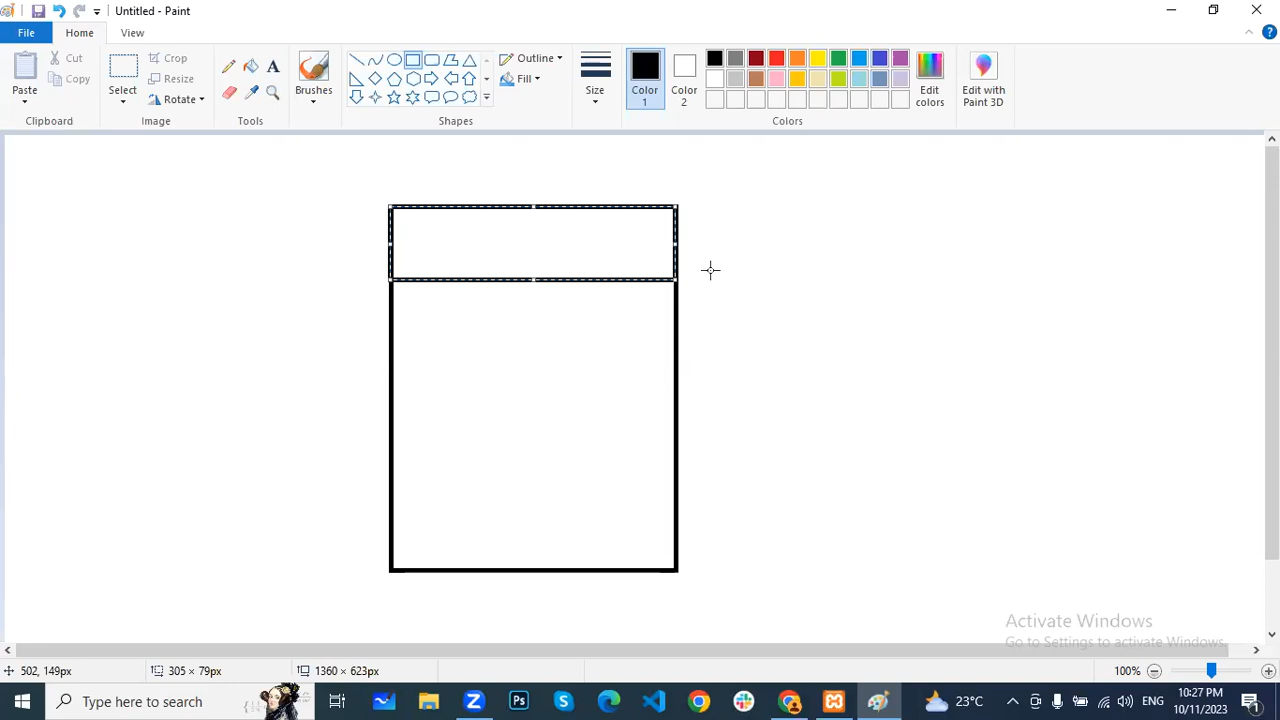 Untitled - Paint
File Home View
Paste
Cut
Copy
Clipboard
Select
Crop
Resize
Rotate
Image
A
Tools
Brushes
Outline
Fill
Shapes
Size
Color 1
Color 2
Edit colors
Colors
Edit with Paint 3D
Activate Windows
Go to Settings to activate Windows.
502, 149px
305 × 79px
1360 × 623px
100%
Type here to search
Ps
23°C
ENG
10:27 PM
10/11/2023
1